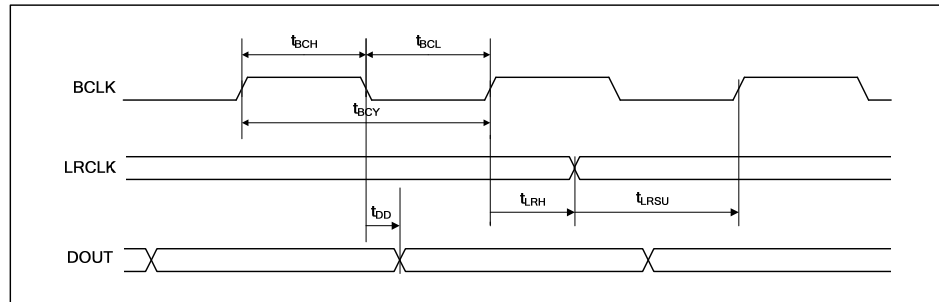 tBCH
tBCL
BCLK
tBCY
LRCLK
tLRH
tLRSU
tDD
DOUT